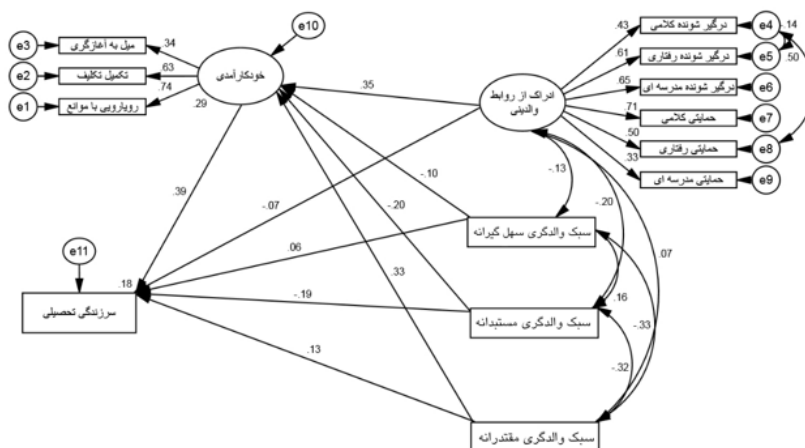 e3
میل به آغازگری
.34
e2
تکمیل تکلیف
.63
e1
رویارویی با موانع
.74
خودکارآمدی
.29
e10
.35
ادراک از روابط
والدینی
.43
درگیر شونده کلامی
e4
-.14
.61
درگیر شونده رفتاری
e5
.50
.65
درگیر شونده مدرسه ای
e6
.71
حمایتی کلامی
e7
.50
حمایتی رفتاری
e8
.33
حمایتی مدرسه ای
e9
.39
-.07
-.10
-.13
-.20
-.20
.07
سبک والدگری سهل گیرانه
.06
.33
e11
.18
سرزندگی تحصیلی
-.19
سبک والدگری مستبدانه
.16
-.33
.13
-.32
سبک والدگری مقتدرانه